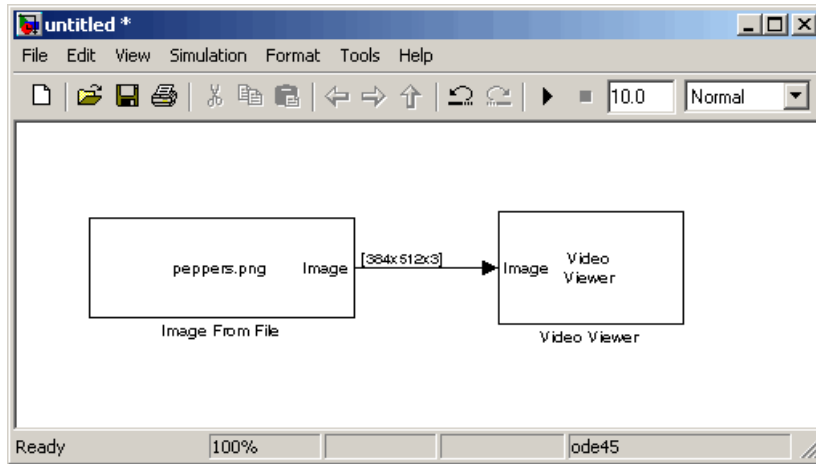 untitled *
File Edit View Simulation Format Tools Help
10.0 Normal
peppers.png Image [384x512x3] Image Video Viewer
Image From File
Video Viewer
Ready 100% ode45